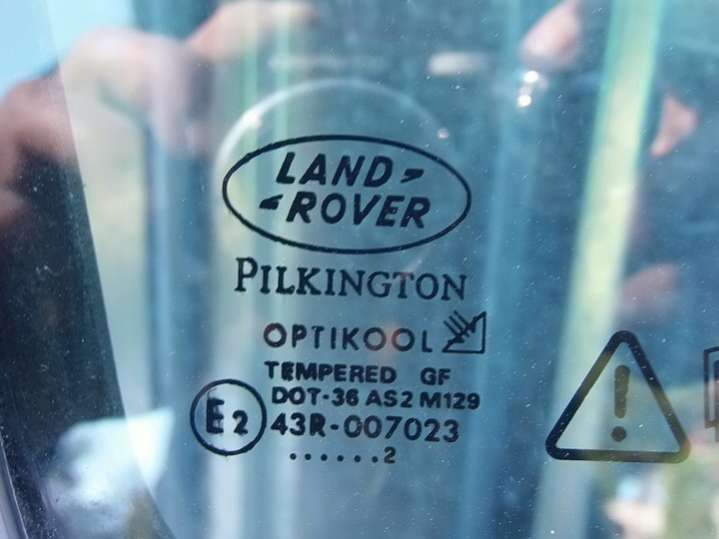 LAND
ROVER
PILKINGTON
OPTIKOOL
TEMPERED GF
DOT-36 AS2 M129
E2 43R-007023
......2